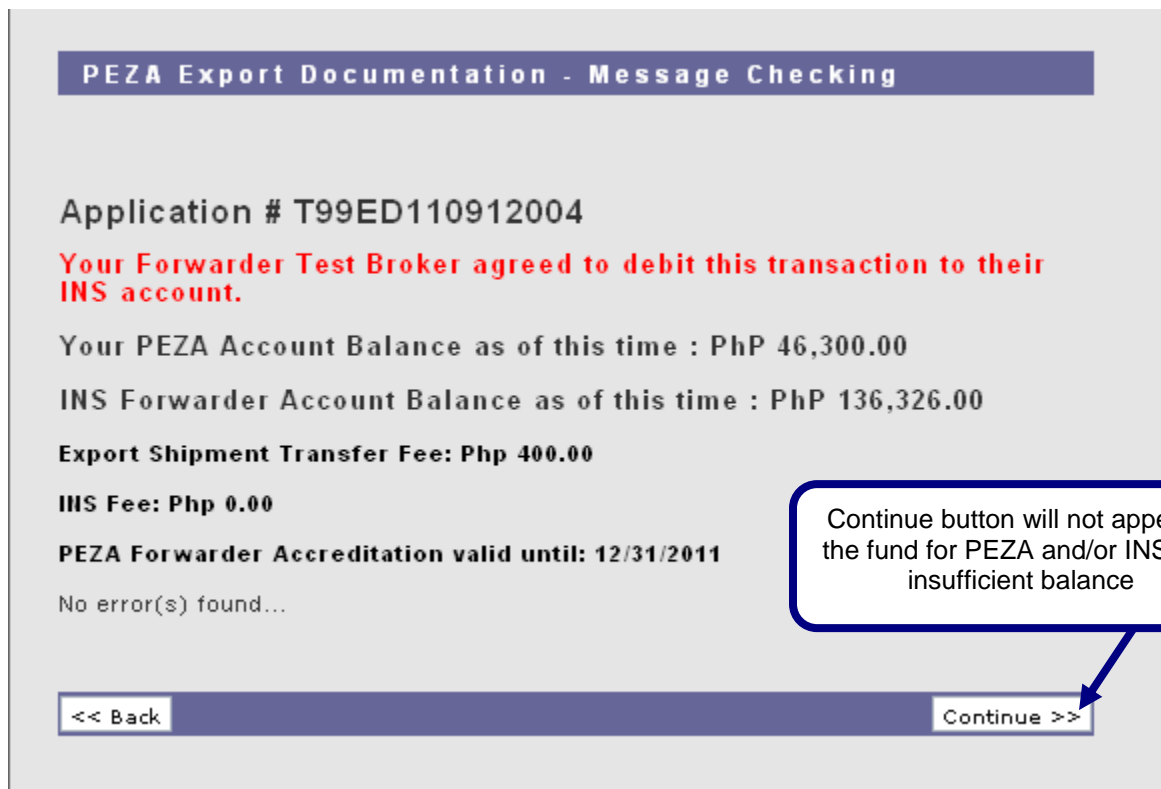 PEZA Export Documentation - Message Checking
Application # T99ED110912004
Your Forwarder Test Broker agreed to debit this transaction to their
INS account.
Your PEZA Account Balance as of this time : PhP 46,300.00
INS Forwarder Account Balance as of this time : PhP 136,326.00
Export Shipment Transfer Fee: Php 400.00
INS Fee: Php 0.00
PEZA Forwarder Accreditation valid until: 12/31/2011
No error(s) found...
Continue button will not
the fund for PEZA and/or
insufficient balance
<< Back
Continue >>